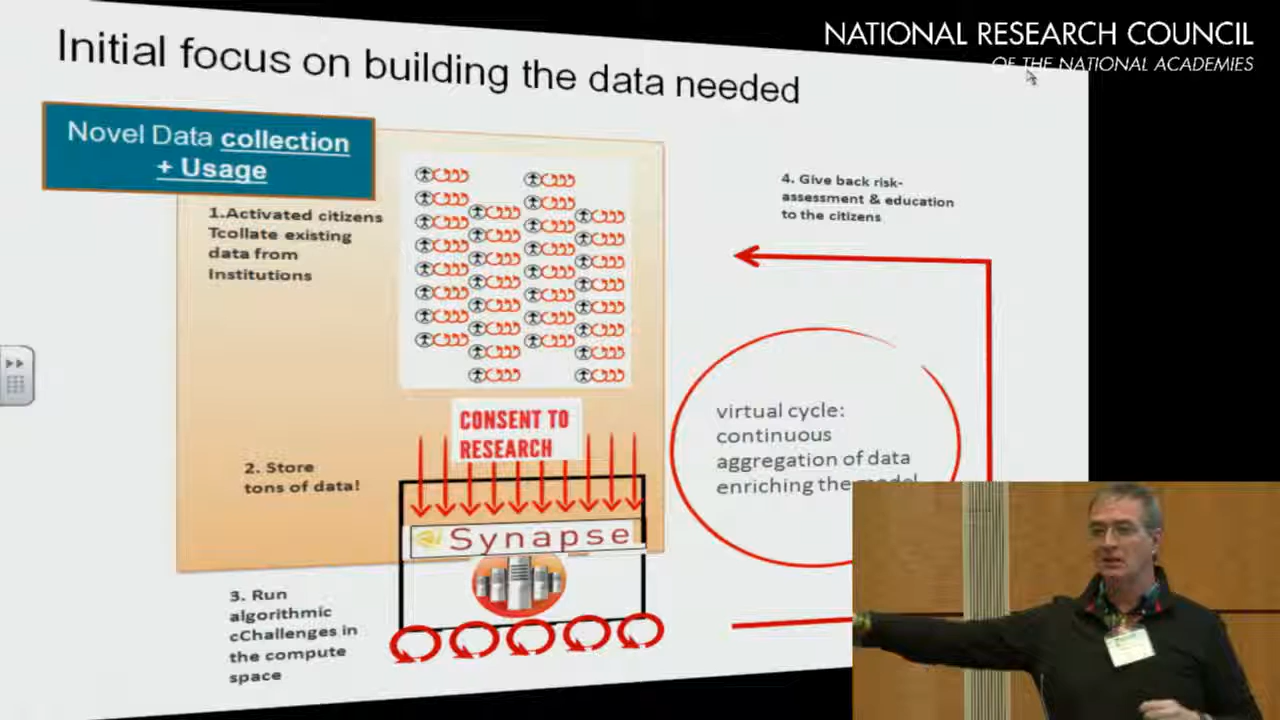 Initial focus on building the data needed
NATIONAL RESEARCH COUNCIL
OF THE NATIONAL ACADEMIES
Novel Data collection
+ Usage
1.Activated citizens
Tcollate existing
data from
Institutions
4. Give back risk-
assessment & education
to the citizens
CONSENT TO
RESEARCH
virtual cycle:
continuous
aggregation of data
enriching the model
2. Store
tons of data!
Synapse
3. Run
algorithmic
cChallenges in
the compute
space